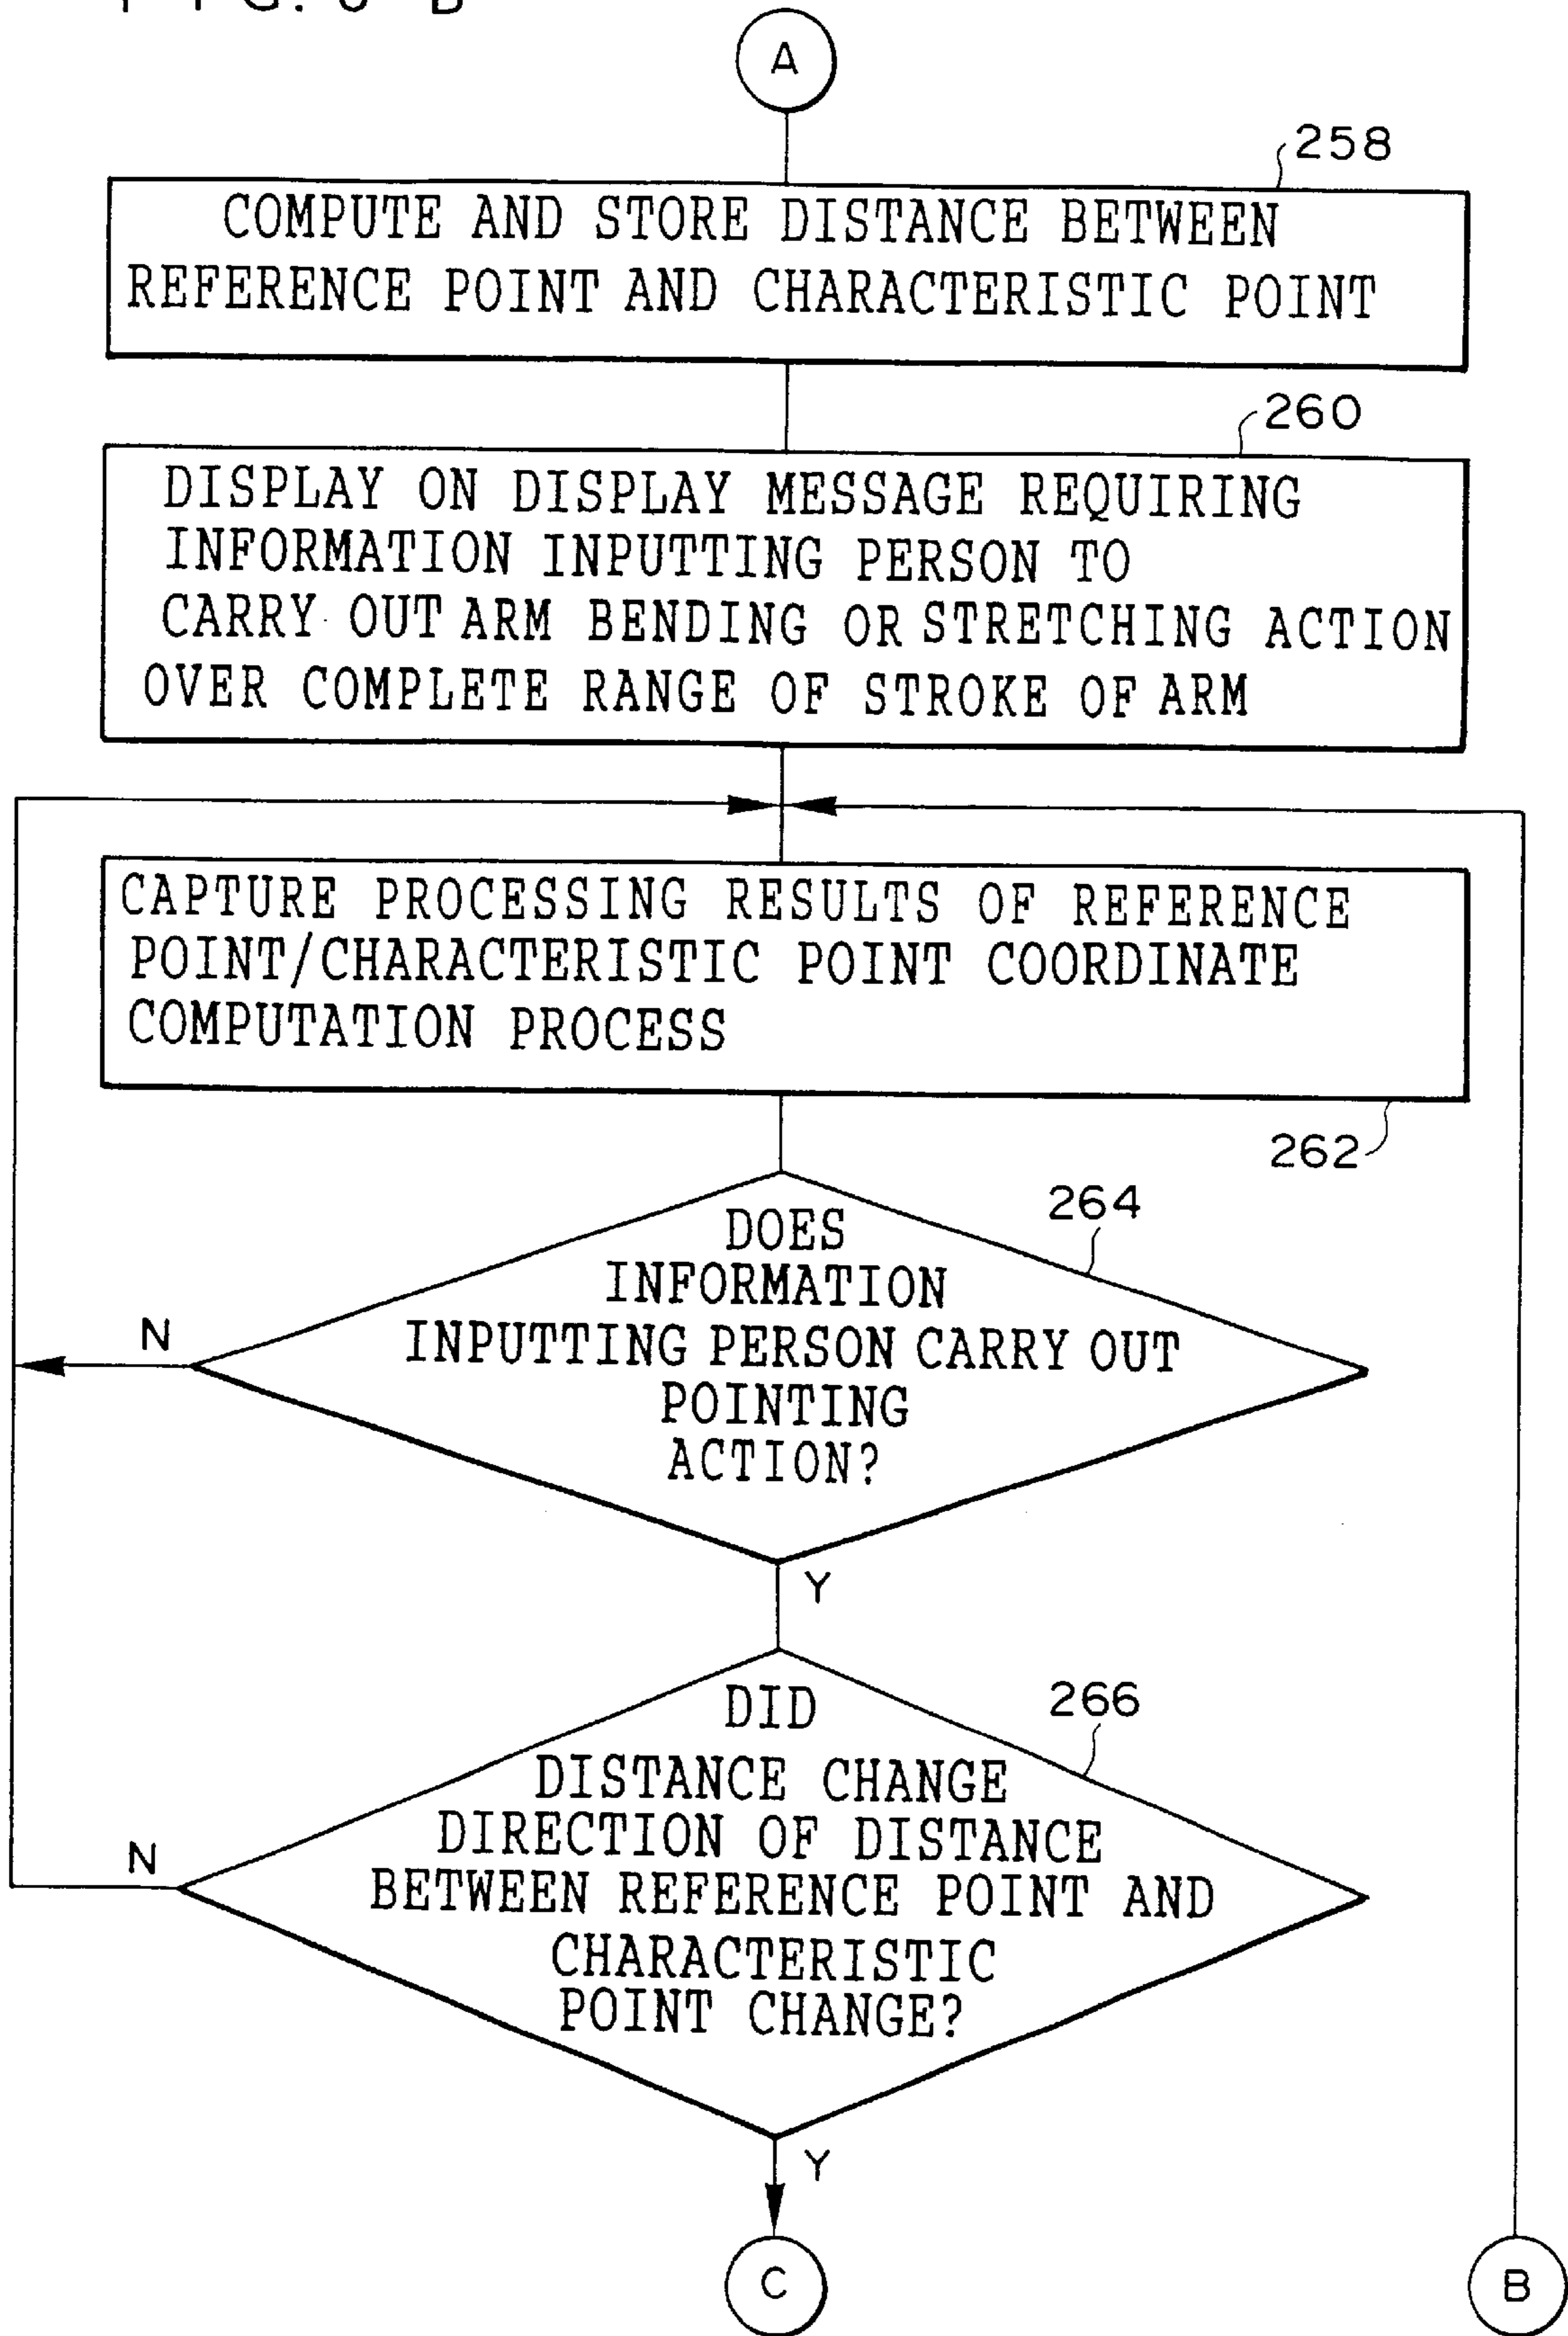 A
258
COMPUTE AND STORE DISTANCE BETWEEN
REFERENCE POINT AND CHARACTERISTIC POINT
260
DISPLAY ON DISPLAY MESSAGE REQUIRING
INFORMATION INPUTTING PERSON TO
CARRY OUT ARM BENDING OR STRETCHING ACTION
OVER COMPLETE RANGE OF STROKE OF ARM
CAPTURE PROCESSING RESULTS OF REFERENCE
POINT/CHARACTERISTIC POINT COORDINATE
COMPUTATION PROCESS
262
264
DOES
INFORMATION
INPUTTING PERSON CARRY OUT
POINTING
ACTION?
N
Y
266
DID
DISTANCE CHANGE
DIRECTION OF DISTANCE
BETWEEN REFERENCE POINT AND
CHARACTERISTIC
POINT CHANGE?
N
Y
C
B